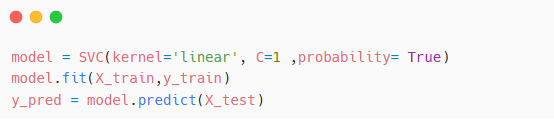 model = SVC(kernel='linear', C=1 ,probability= True)
model.fit(X_train,y_train)
y_pred = model.predict(X_test)